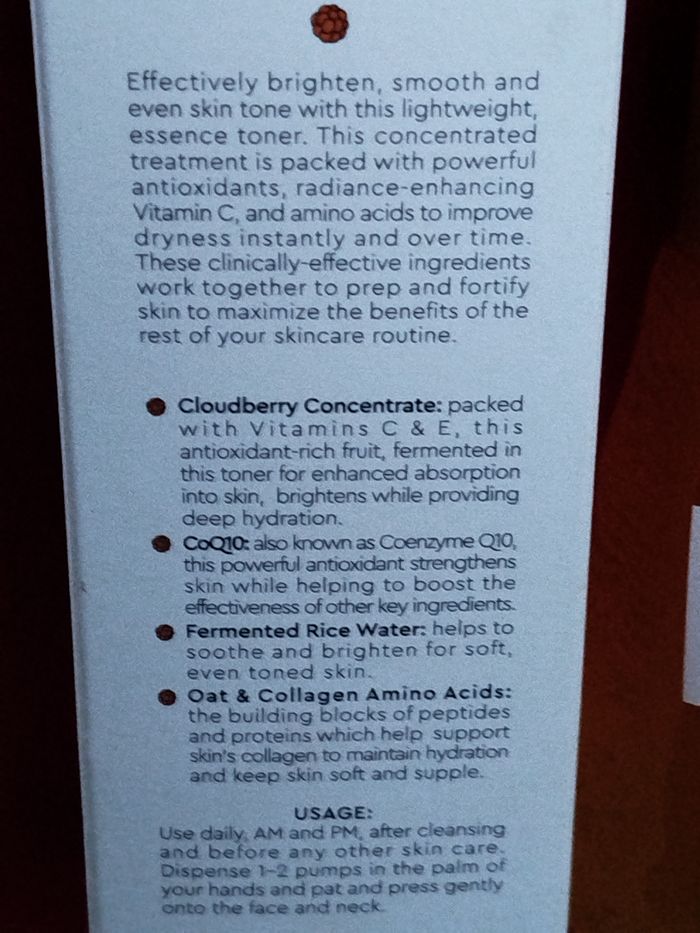 Effectively brighten, smooth and
even skin tone with this lightweight,
essence toner. This concentrated
treatment is packed with powerful
antioxidants, radiance-enhancing
Vitamin C, and amino acids to improve
dryness instantly and over time.
These clinically-effective ingredients
work together to prep and fortify
skin to maximize the benefits of the
rest of your skincare routine.
Cloudberry Concentrate: packed
with Vitamins C & E, this
antioxidant-rich fruit, fermented in
this toner for enhanced absorption
into skin, brightens while providing
deep hydration.
CoQ10: also known as Coenzyme Q10,
this powerful antioxidant strengthens
skin while helping to boost the
effectiveness of other key ingredients.
Fermented Rice Water: helps to
soothe and brighten for soft,
even toned skin.
Oat & Collagen Amino Acids:
the building blocks of peptides
and proteins which help support
skin's collagen to maintain hydration
and keep skin soft and supple.
USAGE:
Use daily, AM and PM, after cleansing
and before any other skin care.
Dispense 1-2 pumps in the palm of
your hands and pat and press gently
onto the face and neck.